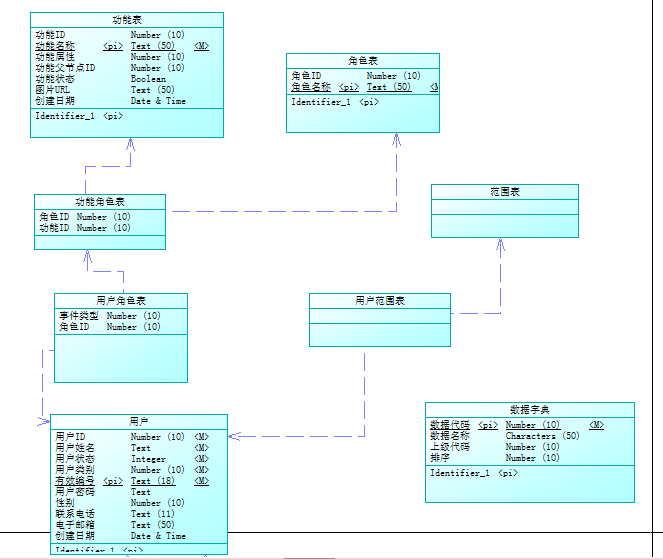 功能表
功能ID Number (10)
功能名称 <pi> Text (50) <M>
功能属性 Number (10)
功能父节点ID Number (10)
功能状态 Boolean
图片URL Text (50)
创建日期 Date & Time
Identifier_1 <pi>
角色表
角色ID Number (10)
角色名称 <pi> Text (50)
Identifier_1 <pi>
功能角色表
角色ID Number (10)
功能ID Number (10)
范围表
用户角色表
事件类型 Number (10)
角色ID Number (10)
用户范围表
用户
用户ID Number (10) <M>
用户姓名 Text <M>
用户状态 Integer <M>
用户类别 Number (10) <M>
有效编号 <pi> Text (18) <M>
用户密码 Text
性别 Number (10)
联系电话 Text (11)
电子邮箱 Text (50)
创建日期 Date & Time
Identifier_1 <pi>
数据字典
数据代码 <pi> Number (10) <M>
数据名称 Characters (50)
上级代码 Number (10)
排序 Number (10)
Identifier_1 <pi>